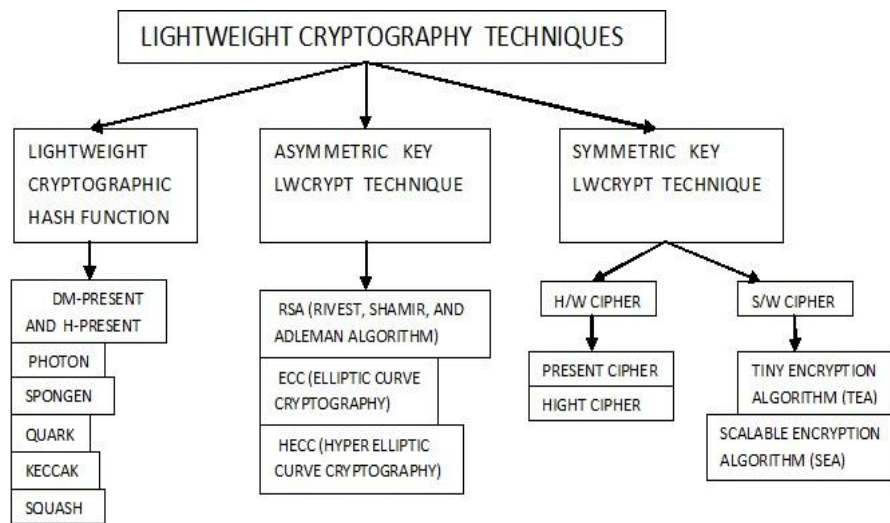 LIGHTWEIGHT CRYPTOGRAPHY TECHNIQUES
LIGHTWEIGHT
CRYPTOGRAPHIC
HASH FUNCTION
ASYMMETRIC KEY
LWCRYPT TECHNIQUE
SYMMETRIC KEY
LWCRYPT TECHNIQUE
DM-PRESENT
AND H-PRESENT
PHOTON
SPONGEN
QUARK
KECCAK
SQUASH
RSA (RIVEST, SHAMIR, AND
ADLEMAN ALGORITHM)
ECC (ELLIPTIC CURVE
CRYPTOGRAPHY)
HECC (HYPER ELLIPTIC
CURVE CRYPTOGRAPHY)
H/W CIPHER
PRESENT CIPHER
HIGHT CIPHER
S/W CIPHER
TINY ENCRYPTION
ALGORITHM (TEA)
SCALABLE ENCRYPTION
ALGORITHM (SEA)